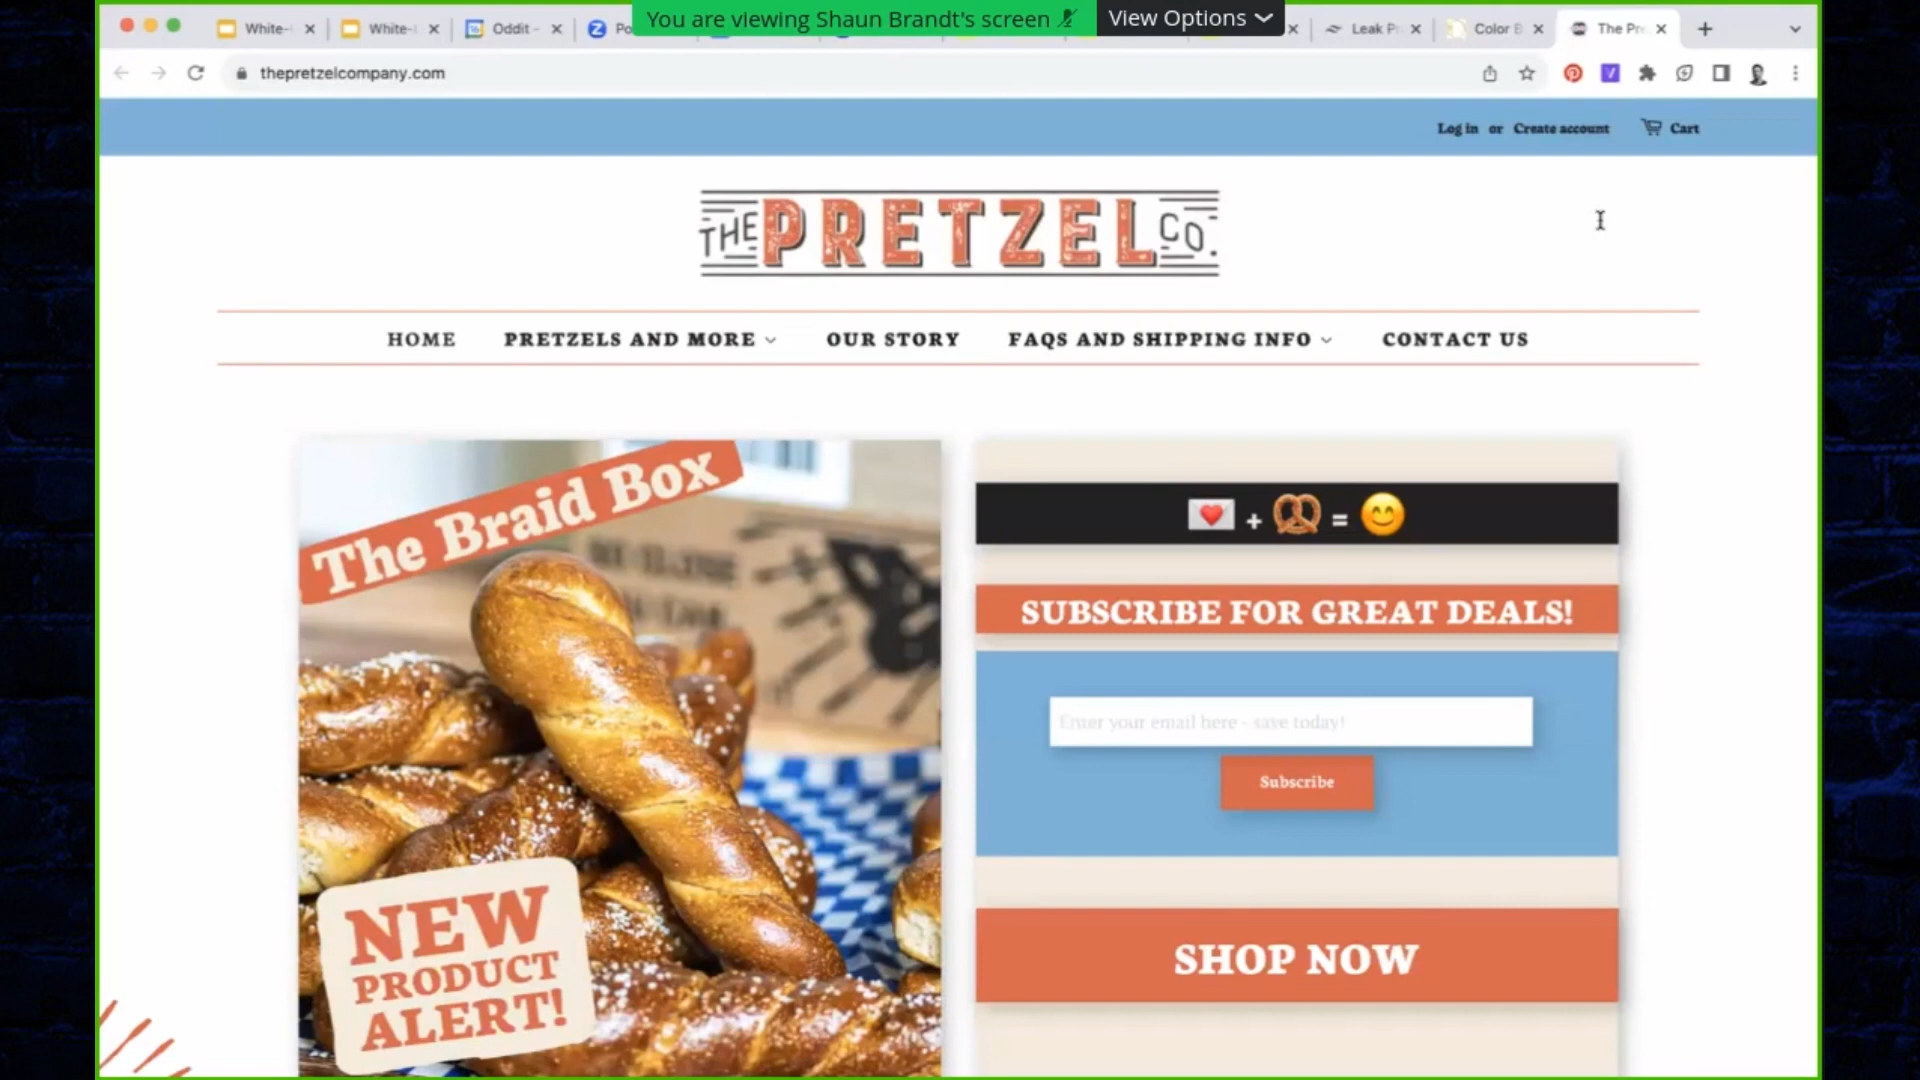 You are viewing Shaun Brandt's screen
View Options
White-
White-
Oddit -
Po
Leak P
Color B
The Pre
thepretzelcompany.com
Log in or Create account
Cart
THE PRETZEL CO.
HOME
PRETZELS AND MORE
OUR STORY
FAQS AND SHIPPING INFO
CONTACT US
The Braid Box
+ =
SUBSCRIBE FOR GREAT DEALS!
Enter your email here - save today!
Subscribe
NEW
PRODUCT
ALERT!
SHOP NOW